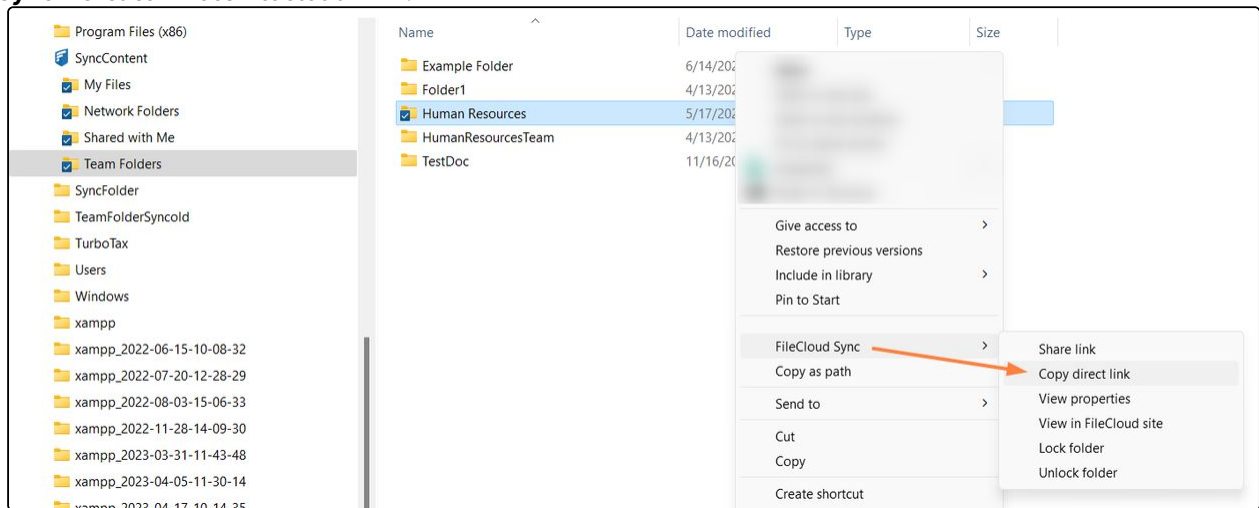 Program Files (x86)
SyncContent
My Files
Network Folders
Shared with Me
Team Folders
SyncFolder
TeamFolderSyncold
TurboTax
Users
Windows
xampp
xampp_2022-06-15-10-08-32
xampp_2022-07-20-12-28-29
xampp_2022-08-03-15-06-33
xampp_2022-11-28-14-09-30
xampp_2023-03-31-11-43-48
xampp_2023-04-05-11-30-14
Name Date modified Type Size
Example Folder 6/14/202
Folder1 4/13/202
Human Resources 5/17/202
HumanResourcesTeam 4/13/202
TestDoc 11/16/20
Give access to
Restore previous versions
Include in library
Pin to Start
FileCloud Sync
Copy as path
Send to
Cut
Copy
Create shortcut
Share link
Copy direct link
View properties
View in FileCloud site
Lock folder
Unlock folder